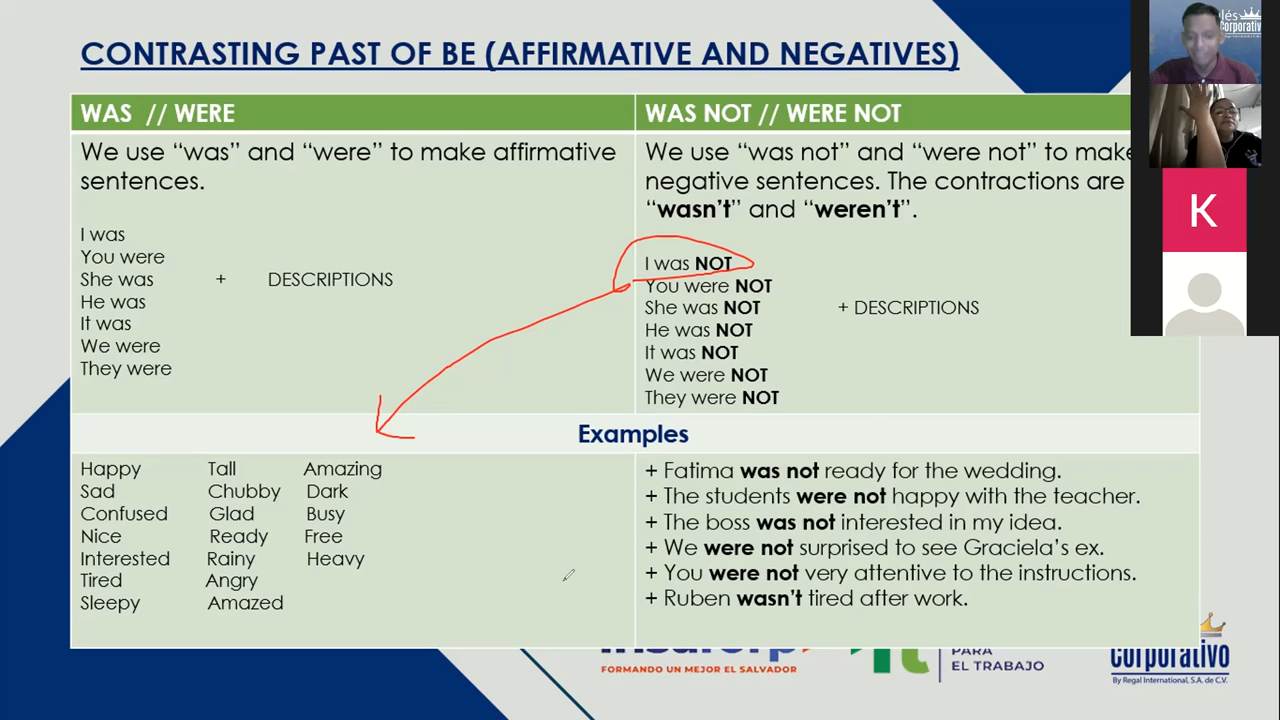 CONTRASTING PAST OF BE (AFFIRMATIVE AND NEGATIVES)
WAS // WERE
We use “was” and “were” to make affirmative
sentences.
I was
You were
She was + DESCRIPTIONS
He was
It was
We were
They were
WAS NOT // WERE NOT
We use “was not” and “were not” to make
negative sentences. The contractions are
“wasn’t” and “weren’t”.
I was NOT
You were NOT
She was NOT + DESCRIPTIONS
He was NOT
It was NOT
We were NOT
They were NOT
Examples
Happy Tall Amazing
Sad Chubby Dark
Confused Glad Busy
Nice Ready Free
Interested Rainy Heavy
Tired Angry
Sleepy Amazed
+ Fatima was not ready for the wedding.
+ The students were not happy with the teacher.
+ The boss was not interested in my idea.
+ We were not surprised to see Graciela’s ex.
+ You were not very attentive to the instructions.
+ Ruben wasn’t tired after work.
FORMANDO UN MEJOR EL SALVADOR
PARA
EL TRABAJO
corporativo
By Regal International, S.A. de C.V.
K